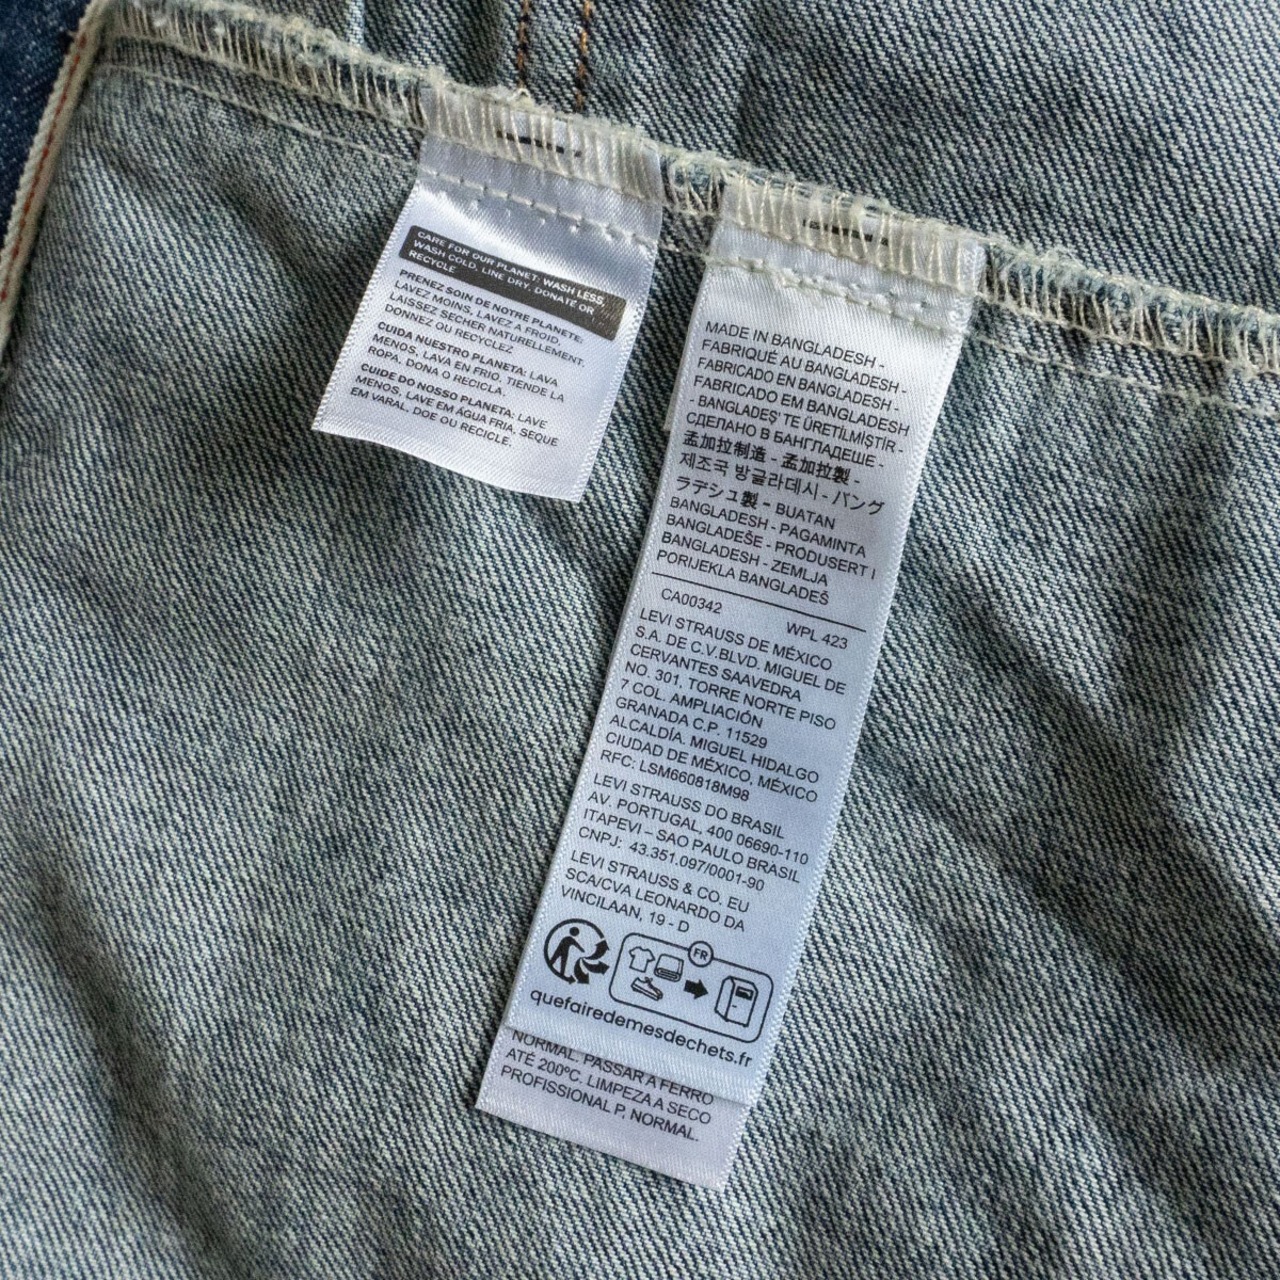 CARE FOR OUR PLANET: WASH LESS,
WASH COLD, LINE DRY, DONATE OR
RECYCLE
PRENEZ SOIN DE NOTRE PLANETE:
LAVEZ MOINS, LAVEZ A FROID,
LAISSEZ SECHER NATURELLEMENT.
DONNEZ OU RECYCLEZ
CUIDA NUESTRO PLANETA: LAVA
MENOS, LAVA EN FRIO, TIENDE LA
ROPA, DONA O RECICLA.
CUIDE DO NOSSO PLANETA: LAVE
MENOS, LAVE EM ÁGUA FRIA, SEQUE
EM VARAL, DOE OU RECICLE.
MADE IN BANGLADESH -
FABRIQUÉ AU BANGLADESH -
FABRICADO EN BANGLADESH -
FABRICADO EM BANGLADESH
- BANGLADEŞ' TE ÜRETİLMİŞTİR -
СДЕЛАНО В БАНГЛАДЕШЕ -
孟加拉制造 - 孟加拉製 -
제조국 방글라데시 - バング
ラデシュ製 - BUATAN
BANGLADESH - PAGAMINTA
BANGLADEŠE - PRODUSERT I
BANGLADESH - ZEMLJA
PORIJEKLA BANGLADEŠ
CA00342 WPL 423
LEVI STRAUSS DE MÉXICO
S.A. DE C.V.BLVD. MIGUEL DE
CERVANTES SAAVEDRA
NO. 301, TORRE NORTE PISO
7 COL. AMPLIACIÓN
GRANADA C.P. 11529
ALCALDÍA. MIGUEL HIDALGO
CIUDAD DE MÉXICO, MÉXICO
RFC: LSM660818M98
LEVI STRAUSS DO BRASIL
AV. PORTUGAL, 400 06690-110
ITAPEVI – SAO PAULO BRASIL
CNPJ: 43.351.097/0001-90
LEVI STRAUSS & CO. EU
SCA/CVA LEONARDO DA
VINCILAAN, 19 - D
FR
quefairedemesdechets.fr
NORMAL. PASSAR A FERRO
ATÉ 200ºC. LIMPEZA A SECO
PROFISSIONAL P, NORMAL.